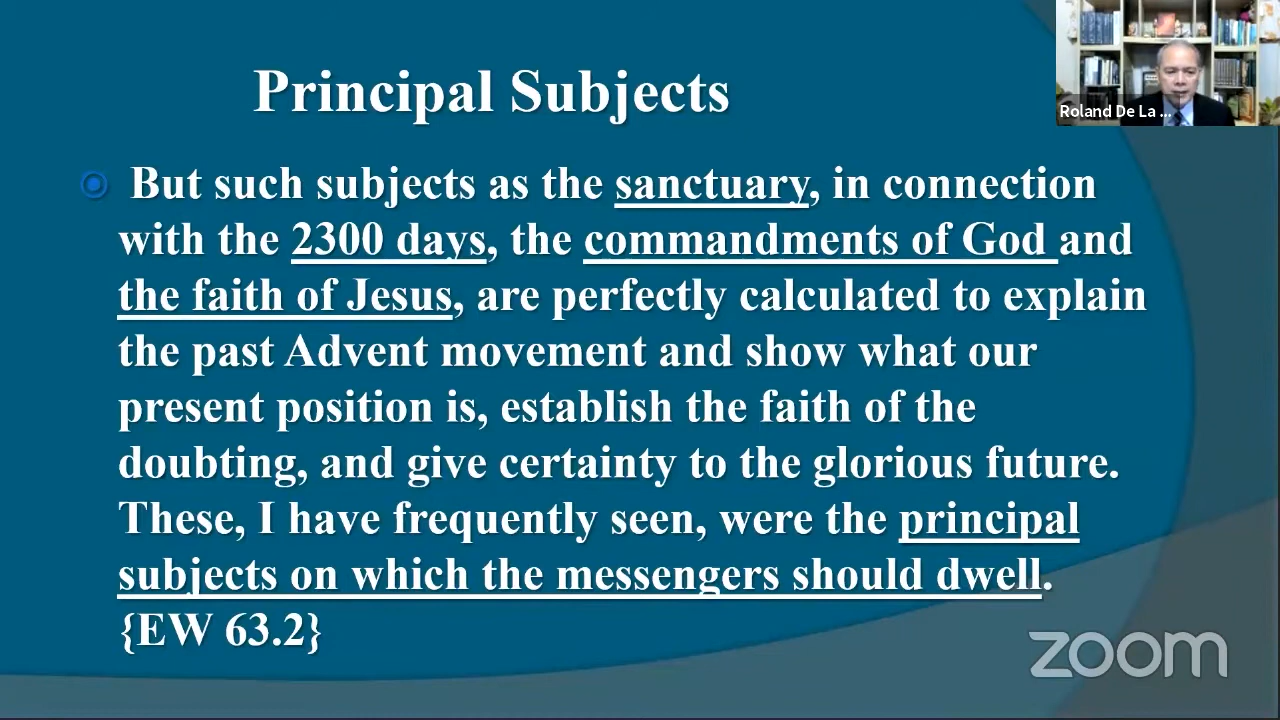 Principal Subjects
Roland De La ...
But such subjects as the sanctuary, in connection
with the 2300 days, the commandments of God and
the faith of Jesus, are perfectly calculated to explain
the past Advent movement and show what our
present position is, establish the faith of the
doubting, and give certainty to the glorious future.
These, I have frequently seen, were the principal
subjects on which the messengers should dwell.
{EW 63.2}
zoom